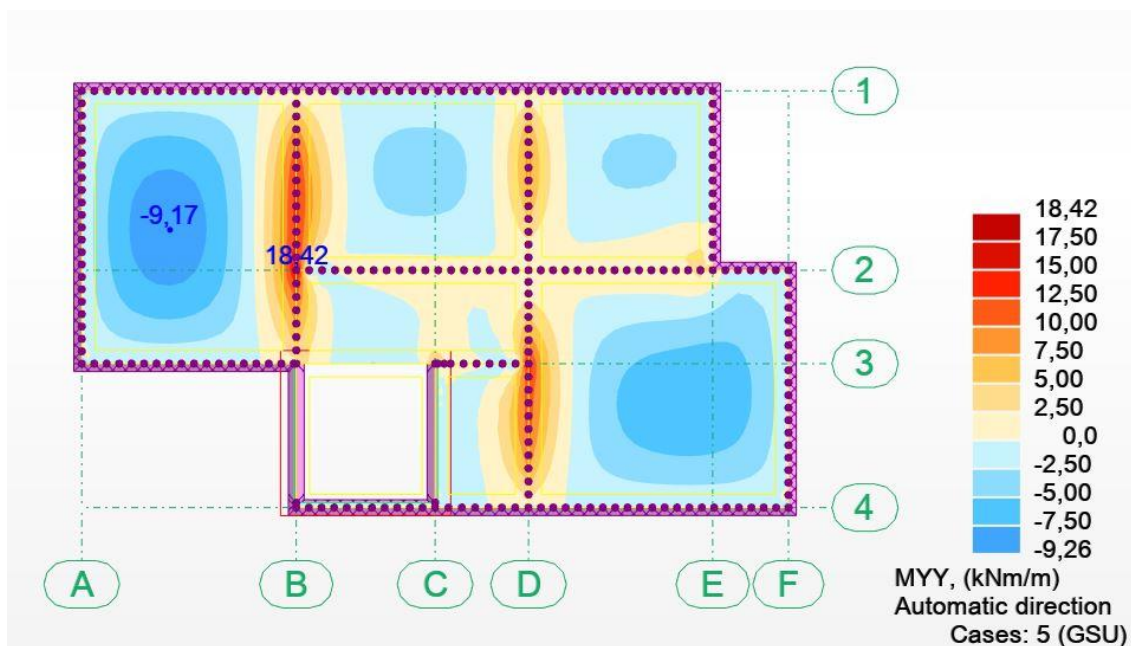 1
-9,17
18,42
2
3
4
A
B
C
D
E
F
18,42
17,50
15,00
12,50
10,00
7,50
5,00
2,50
0,0
-2,50
-5,00
-7,50
-9,26
MYY, (kNm/m)
Automatic direction
Cases: 5 (GSU)